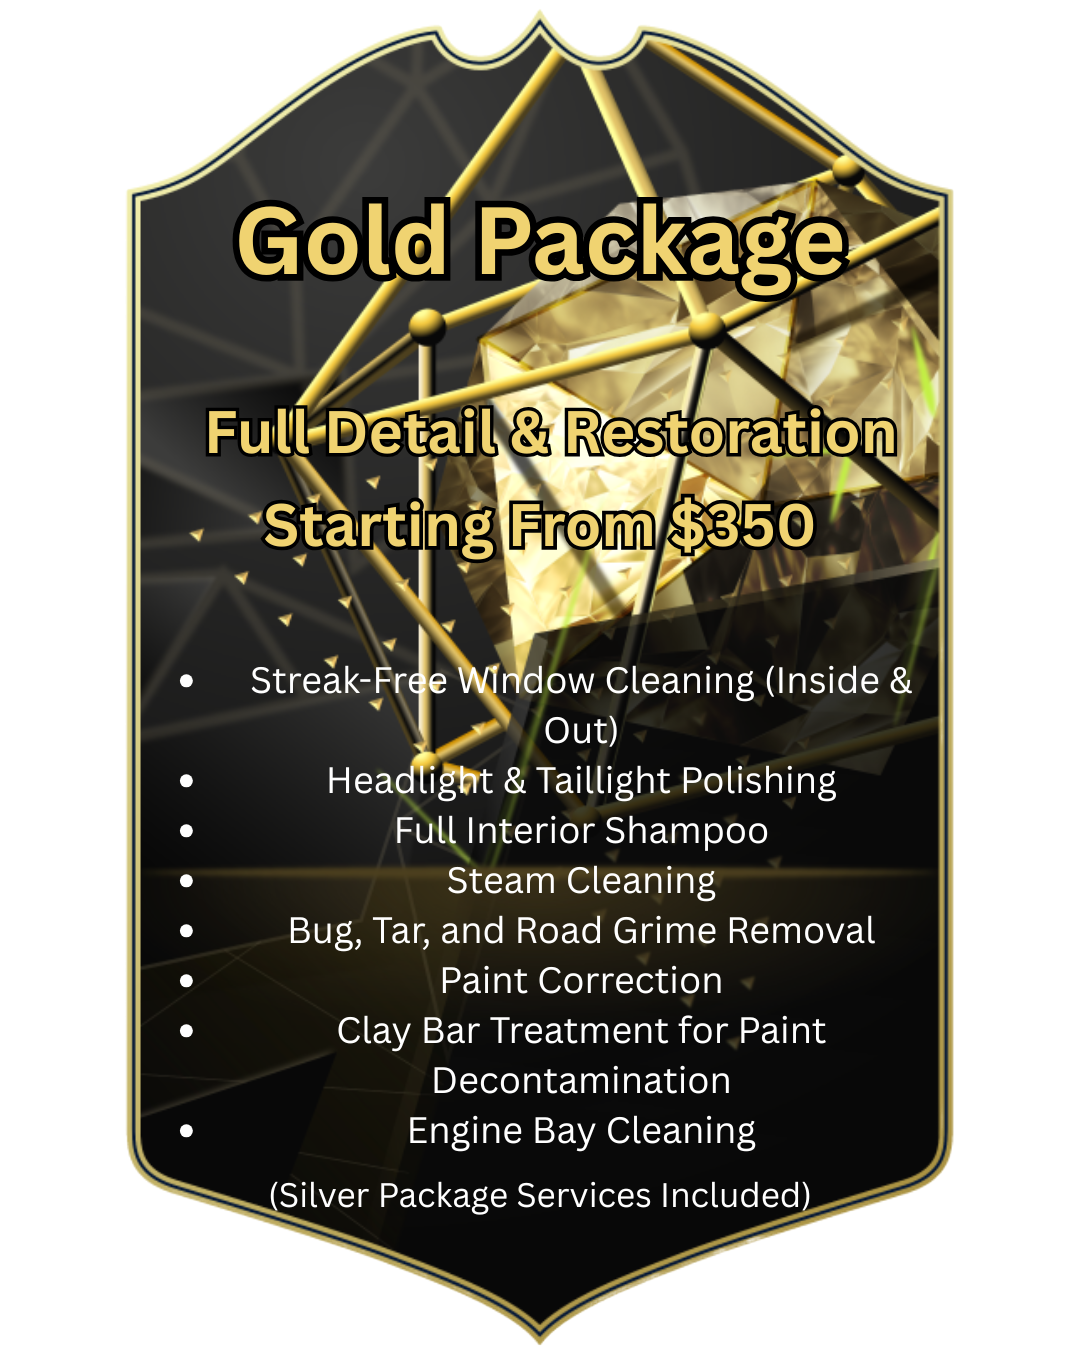 Gold Package
Full Detail & Restoration
Starting From $350
• Streak-Free Window Cleaning (Inside &
Out)
• Headlight & Taillight Polishing
• Full Interior Shampoo
• Steam Cleaning
• Bug, Tar, and Road Grime Removal
• Paint Correction
• Clay Bar Treatment for Paint
Decontamination
• Engine Bay Cleaning
(Silver Package Services Included)